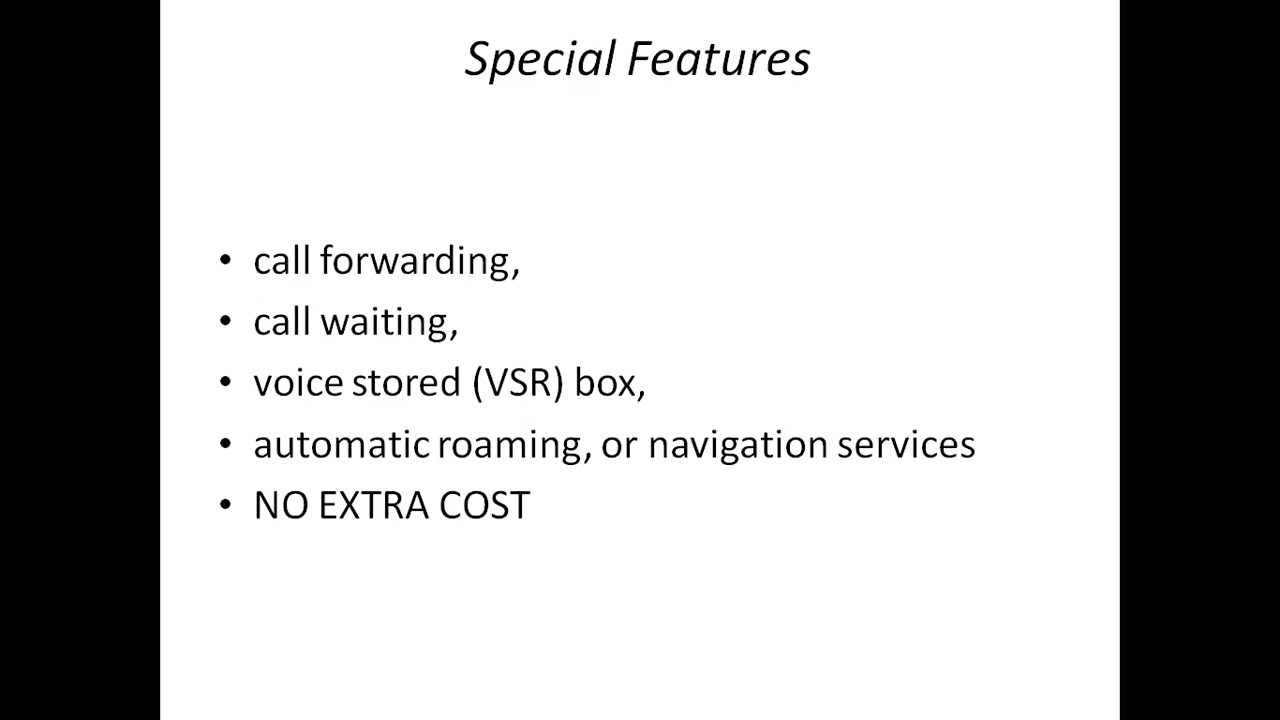 Special Features
• call forwarding,
• call waiting,
• voice stored (VSR) box,
• automatic roaming, or navigation services
• NO EXTRA COST